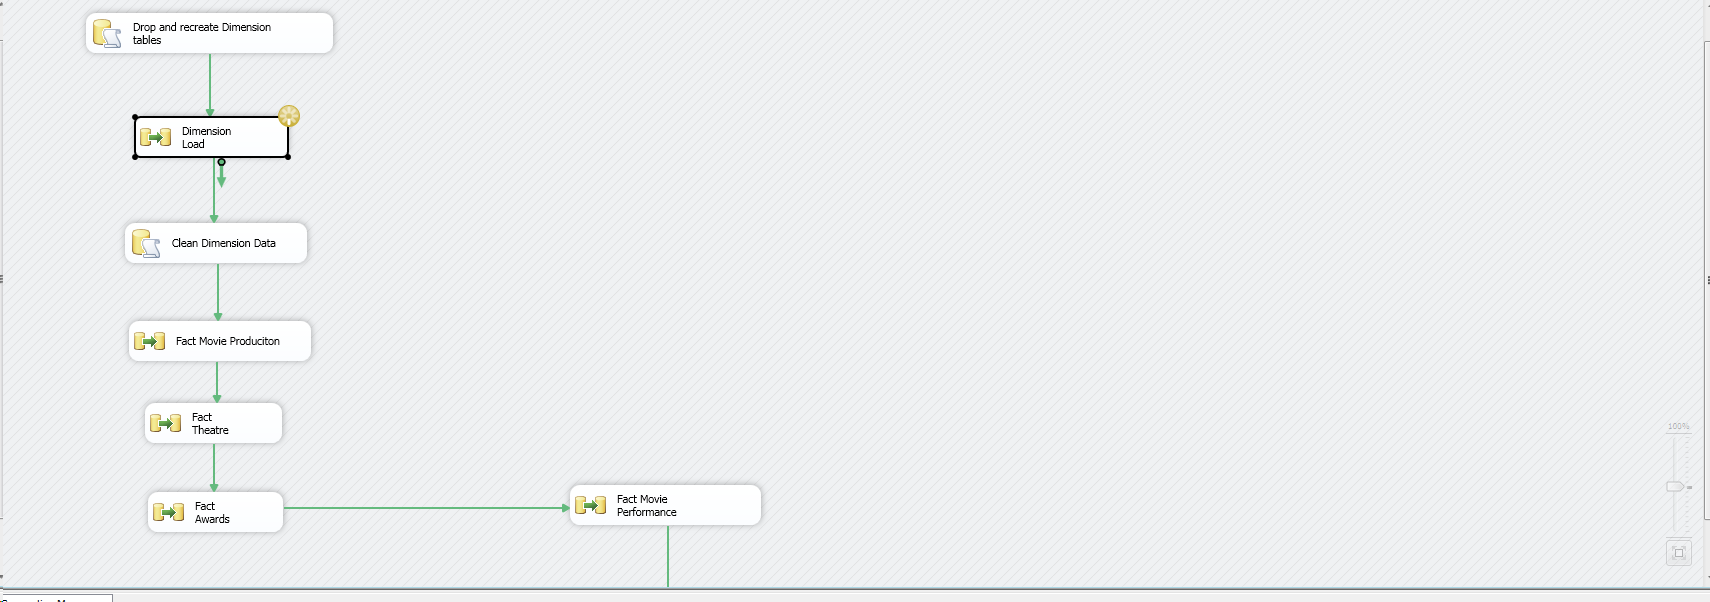 Drop and recreate Dimension
tables
Dimension
Load
Clean Dimension Data
Fact Movie Produciton
Fact
Theatre
Fact
Awards
Fact Movie
Performance
100%